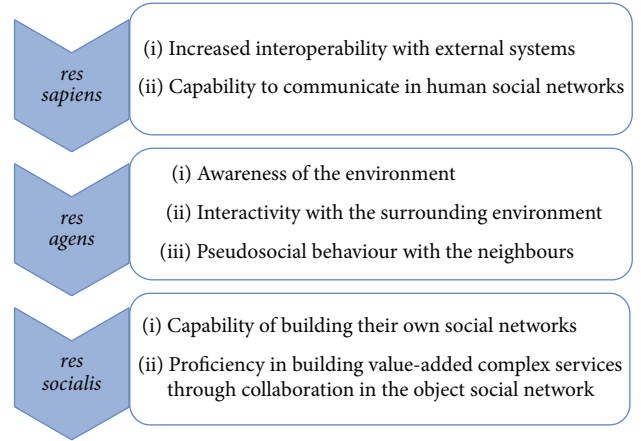 res
sapiens
(i) Increased interoperability with external systems
(ii) Capability to communicate in human social networks
res
agens
(i) Awareness of the environment
(ii) Interactivity with the surrounding environment
(iii) Pseudosocial behaviour with the neighbours
res
socialis
(i) Capability of building their own social networks
(ii) Proficiency in building value-added complex services
through collaboration in the object social network